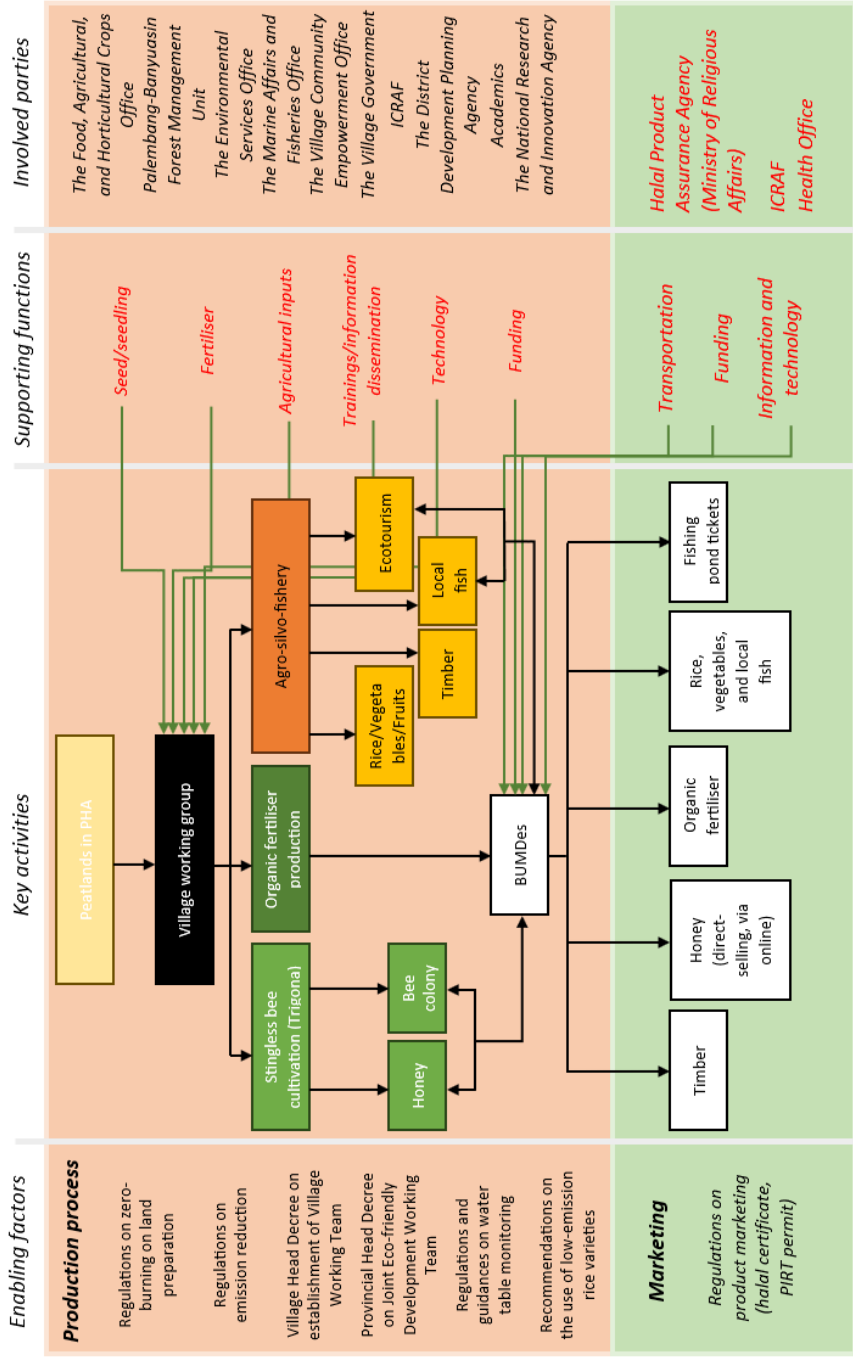 Enabling factors
Key activities
Supporting functions
Involved parties
Production process
Regulations on zero-
burning on land
preparation
Regulations on
emission reduction
Village Head Decree on
establishment of Village
Working Team
Provincial Head Decree
on Joint Eco-friendly
Development Working
Team
Regulations and
guidances on water
table monitoring
Recommendations on
the use of low-emission
rice varieties
Peatlands in PHA
Village working group
Stingless bee
cultivation (Trigona)
Organic fertiliser
production
Agro-silvo-fishery
Honey
Bee
colony
Rice/Vegeta
bles/Fruits
Timber
Local
fish
Ecotourism
BUMDes
Seed/seedling
Fertiliser
Agricultural inputs
Trainings/information
dissemination
Technology
Funding
The Food, Agricultural,
and Horticultural Crops
Office
Palembang-Banyuasin
Forest Management
Unit
The Environmental
Services Office
The Marine Affairs and
Fisheries Office
The Village Community
Empowerment Office
The Village Government
ICRAF
The District
Development Planning
Agency
Academics
The National Research
and Innovation Agency
Marketing
Regulations on
product marketing
(halal certificate,
PIRT permit)
Timber
Honey
(direct-
selling, via
online)
Organic
fertiliser
Rice,
vegetables,
and local
fish
Fishing
pond tickets
Transportation
Funding
Information and
technology
Halal Product
Assurance Agency
(Ministry of Religious
Affairs)
ICRAF
Health Office